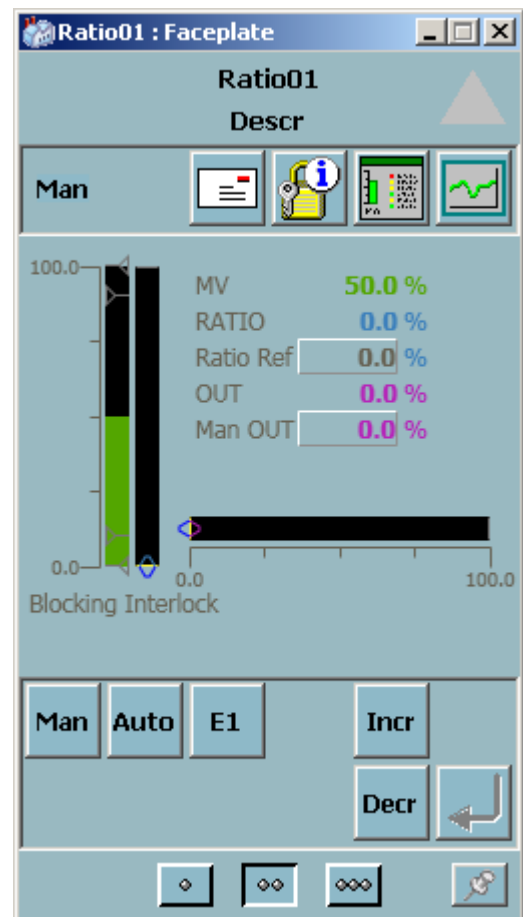 Ratio01 : Faceplate
Ratio01
Descr
Man
100.0
MV 50.0 %
RATIO 0.0 %
Ratio Ref 0.0 %
OUT 0.0 %
Man OUT 0.0 %
0.0
0.0 100.0
Blocking Interlock
Man Auto E1 Incr
Decr